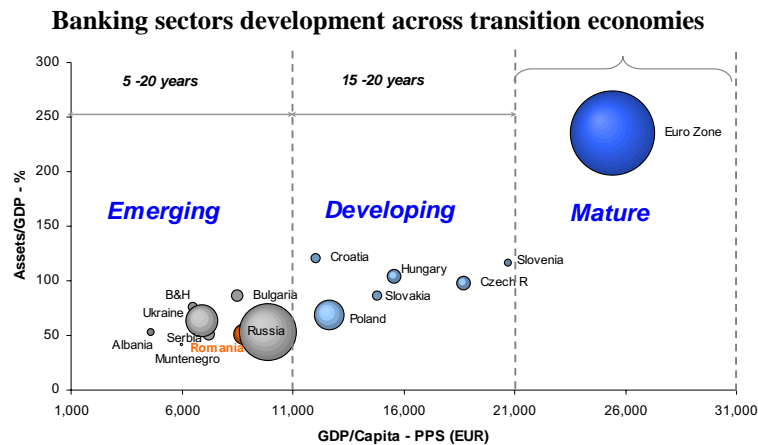 Banking sectors development across transition economies
300
250
200
150
100
50
0
Assets/GDP - %
5 -20 years
15 -20 years
Emerging
Developing
Mature
Euro Zone
Croatia
Hungary
Slovenia
Czech R
Slovakia
Poland
B&H
Bulgaria
Ukraine
Russia
Serbia
Albania
Romania
Muntenegro
1,000
6,000
11,000
16,000
21,000
26,000
31,000
GDP/Capita - PPS (EUR)